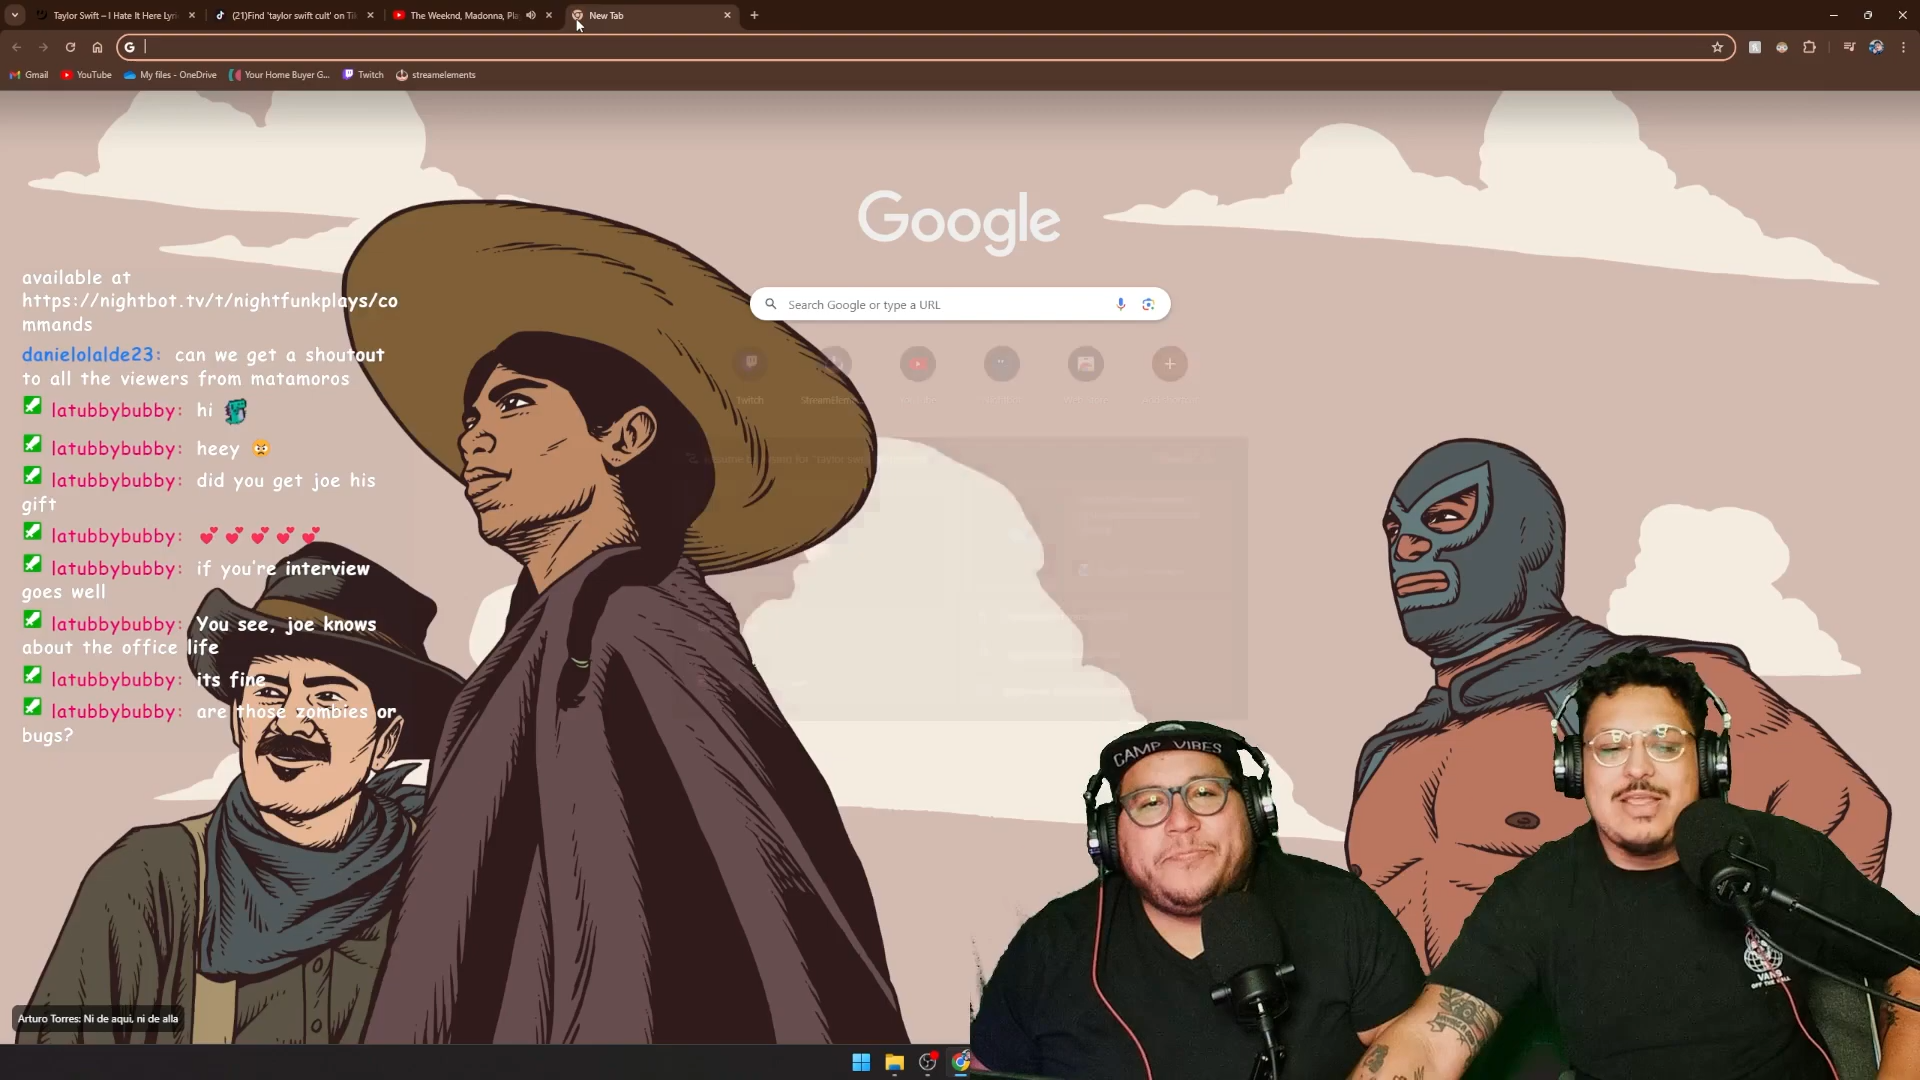 Taylor Swift – I Hate It Here Lyri
(21)Find 'taylor swift cult' on Ti
The Weeknd, Madonna, Pla
New Tab
Gmail
YouTube
My files - OneDrive
Your Home Buyer G...
Twitch
streamelements
Google
Search Google or type a URL
Twitch
available at
https://nightbot.tv/t/nightfunkplays/co
mmands
danielolalde23: can we get a shoutout
to all the viewers from matamoros
latubbybubby: hi
latubbybubby: heey
latubbybubby: did you get joe his
gift
latubbybubby: 💕 💕 💕 💕 💕
latubbybubby: if you're interview
goes well
latubbybubby: You see, joe knows
about the office life
latubbybubby: its fine
latubbybubby: are those zombies or
bugs?
CAMP VIBES
VANS
OFF THE WALL
Arturo Torres: Ni de aqui, ni de alla